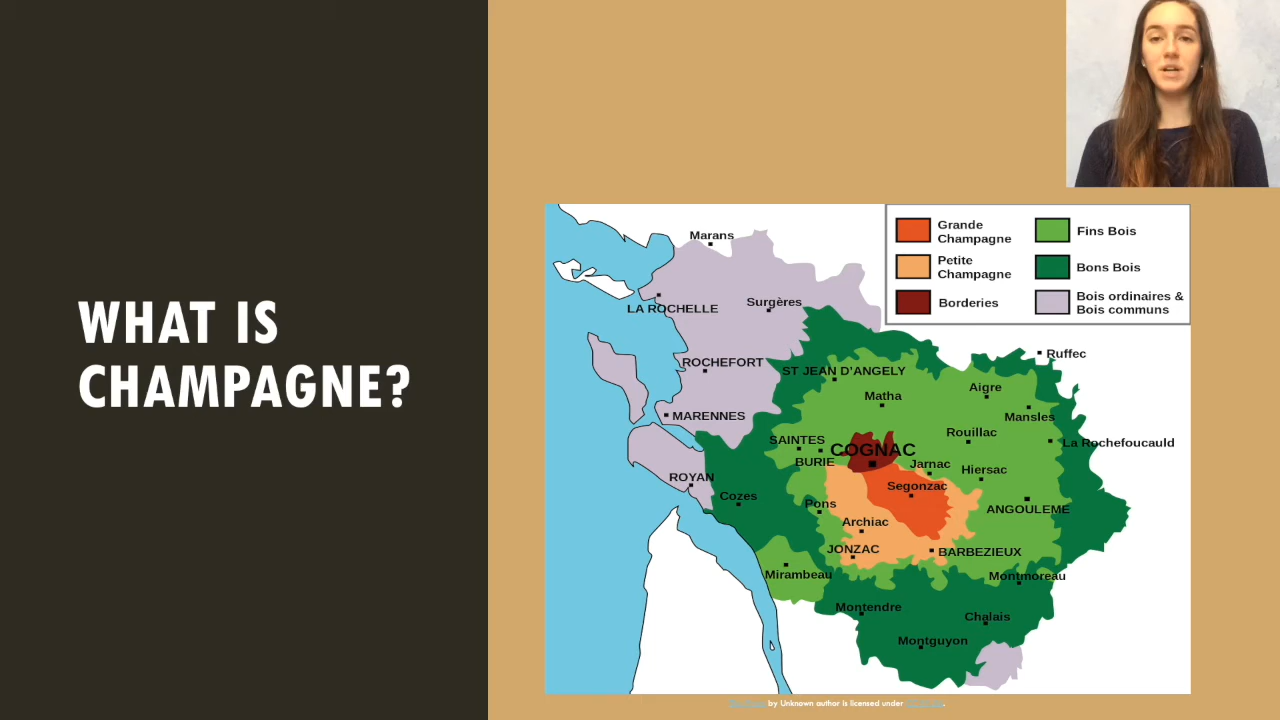 WHAT IS
CHAMPAGNE?
Grande
Champagne
Petite
Champagne
Borderies
Fins Bois
Bons Bois
Bois ordinaires &
Bois communs
Marans
LA ROCHELLE
Surgères
ROCHEFORT
ST JEAN D'ANGELY
Ruffec
Matha
Aigre
MARENNES
Mansles
SAINTES
Rouillac
La Rochefoucauld
COGNAC
BURIE
Jarnac
Hiersac
ROYAN
Segonzac
Cozes
Pons
ANGOULEME
Archiac
JONZAC
BARBEZIEUX
Mirambeau
Montmoreau
Montendre
Chalais
Montguyon
by Unknown author is licensed under